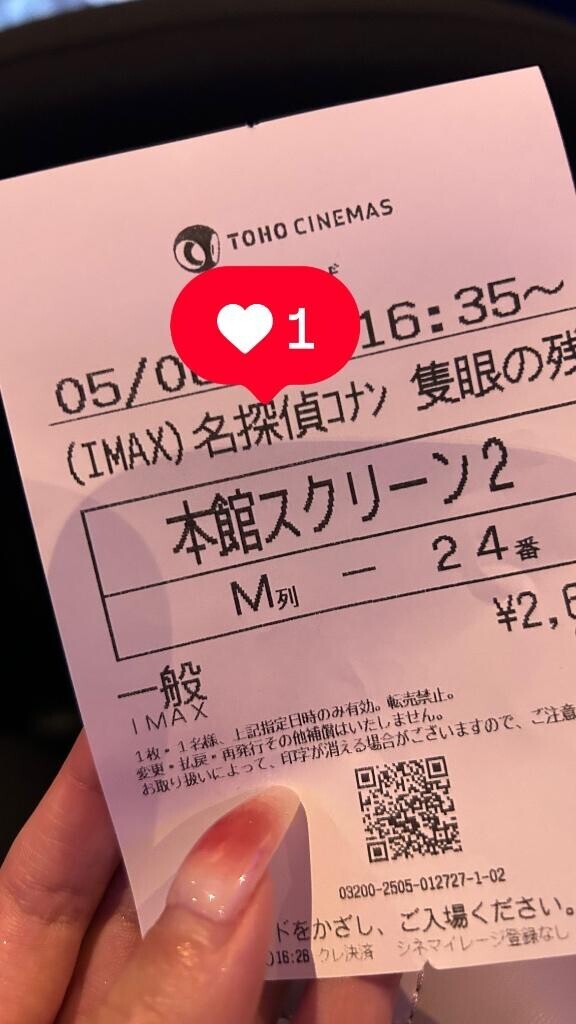 TOHO CINEMAS
05/0 16:35～
1
(IMAX) 名探偵コナン 隻眼の残
本館スクリーン2
M列 － 24番
¥2,6
一般
IMAX
1枚・1名様、上記指定日時のみ有効。転売禁止。
変更・払戻・再発行その他補償はいたしません。
お取り扱いによって、印字が消える場合がございますので、ご注意
03200-2505-012727-1-02
ドをかざし、ご入場ください。
16:26 クレ決済 シネマイレージ登録なし